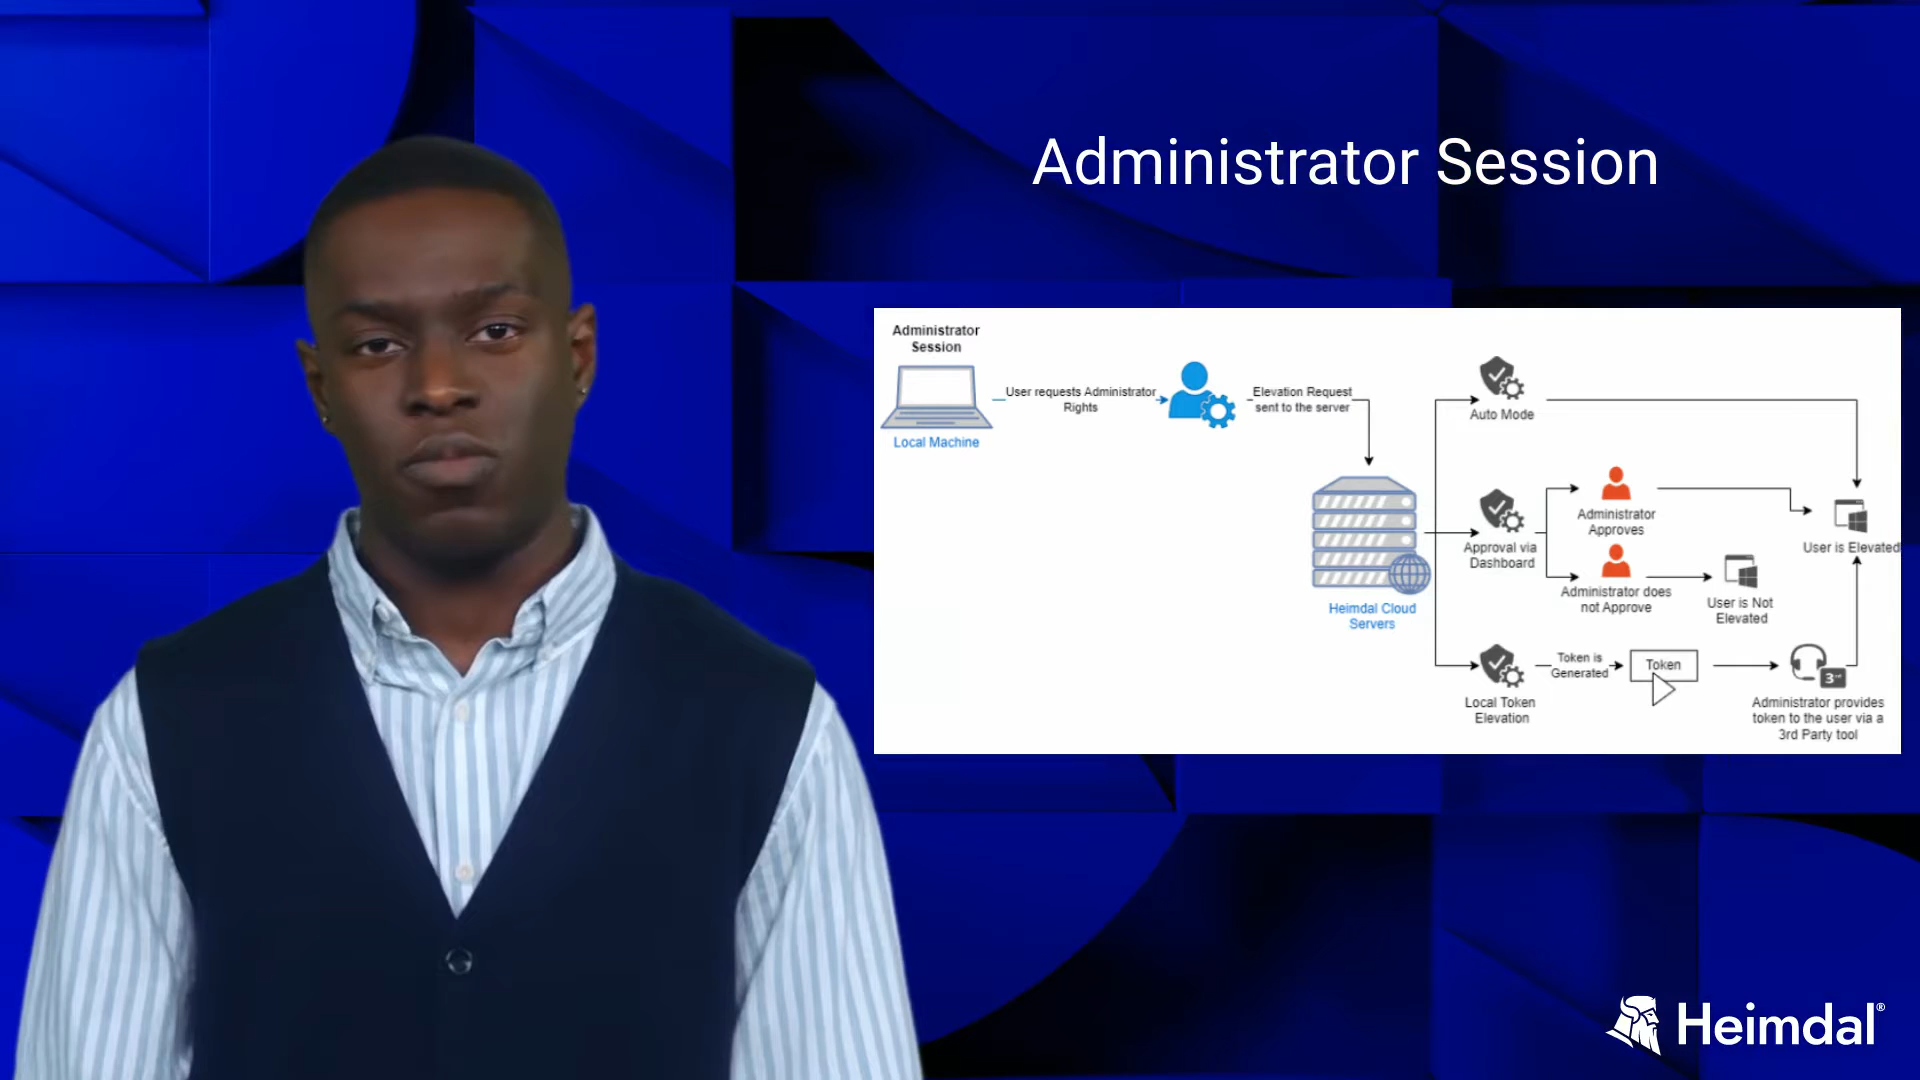 Administrator Session
Administrator
Session
User requests Administrator
Rights
Elevation Request
sent to the server
Local Machine
Auto Mode
Administrator
Approves
Approval via
Dashboard
User is Elevated
Administrator does
not Approve
User is Not
Elevated
Heimdal Cloud
Servers
Token is
Generated
Token
3rd
Local Token
Elevation
Administrator provides
token to the user via a
3rd Party tool
Heimdal®